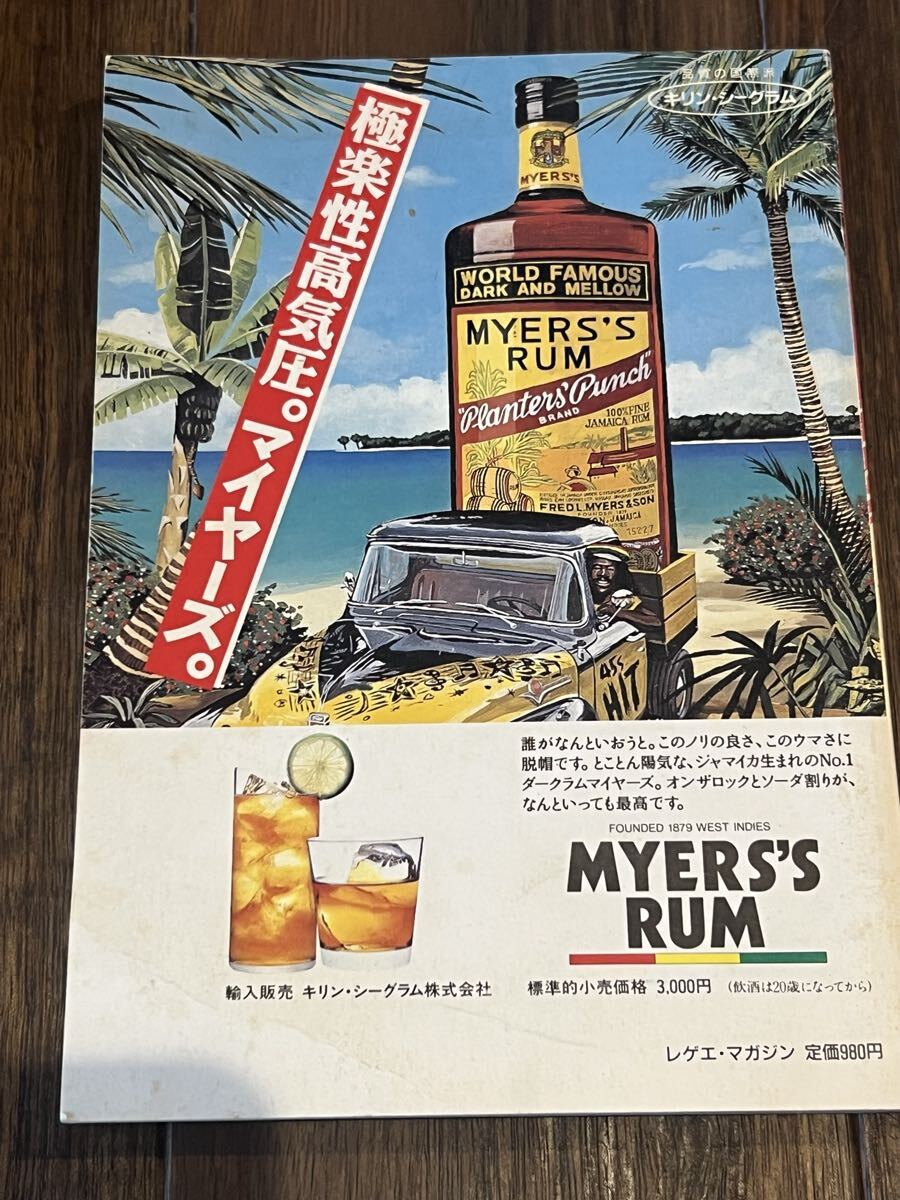 品質の国際派
キリン・シーグラム
極楽性高気圧。マイヤーズ。
MYERS'S
WORLD FAMOUS
DARK AND MELLOW
MYERS'S
RUM
"Planters' Punch"
BRAND
100% FINE
JAMAICA RUM
FRED L. MYERS & SON
FOUNDED 1879
ON, JAMAICA
15227
HIT
誰がなんといおうと。このノリの良さ、このウマさに
脱帽です。とことん陽気な、ジャマイカ生まれのNo.1
ダークラムマイヤーズ。オンザロックとソーダ割りが、
なんといっても最高です。
FOUNDED 1879 WEST INDIES
MYERS'S
RUM
輸入販売 キリン・シーグラム株式会社
標準的小売価格 3,000円 (飲酒は20歳になってから)
レゲエ・マガジン 定価980円